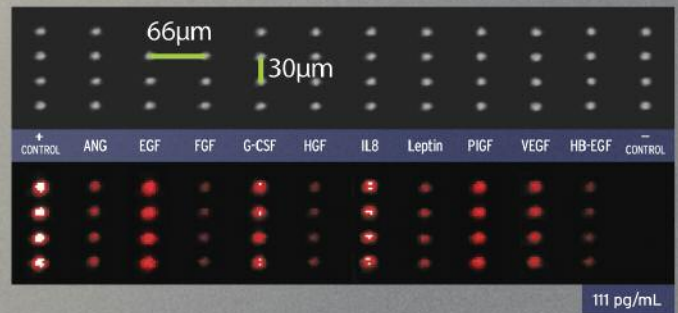 66µm
30µm
+ CONTROL ANG EGF FGF G-CSF HGF IL8 Leptin PIGF VEGF HB-EGF − CONTROL
111 pg/mL